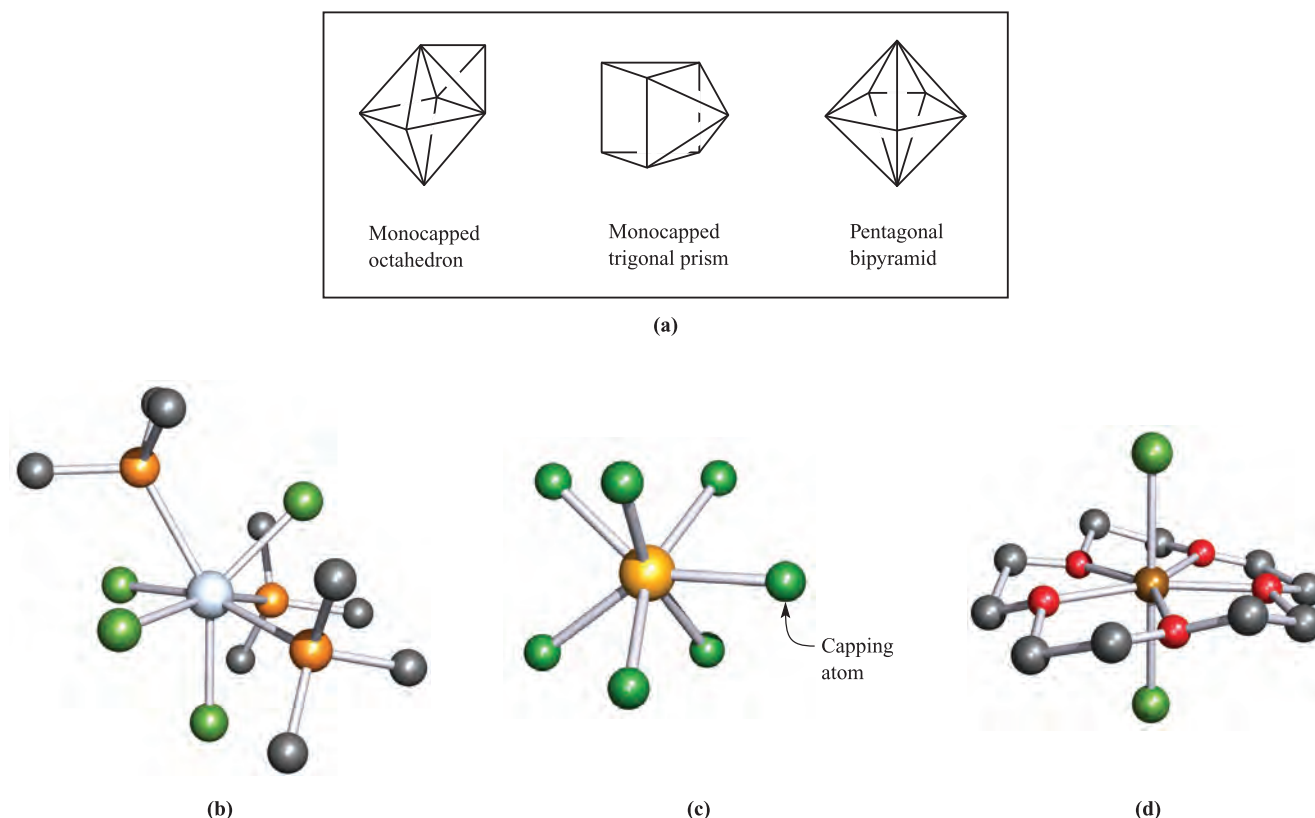 Monocapped
octahedron
Monocapped
trigonal prism
Pentagonal
bipyramid
(a)
Capping
atom
(b)
(c)
(d)